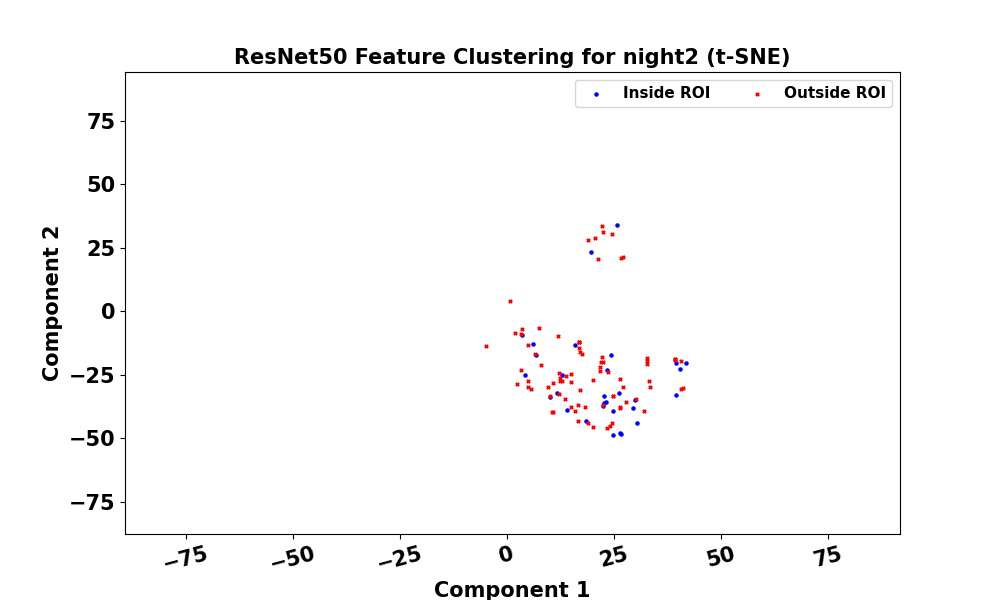 ResNet50 Feature Clustering for night2 (t-SNE)
Inside ROI
Outside ROI
75
50
25
0
−25
−50
−75
Component 2
−75
−50
−25
0
25
50
75
Component 1